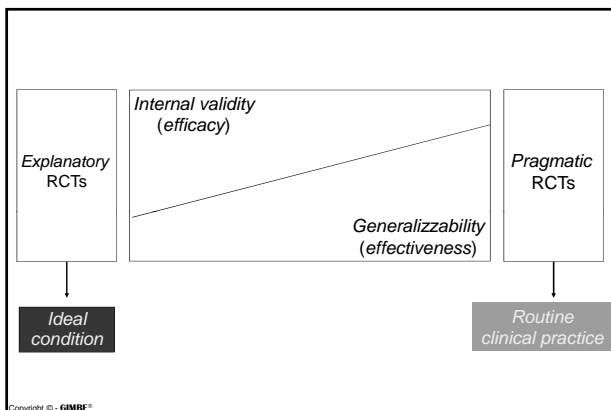 Internal validity
(efficacy)
Explanatory
RCTs
Pragmatic
RCTs
Generalizzability
(effectiveness)
Ideal
condition
Routine
clinical practice
Copyright © - GIMBE®